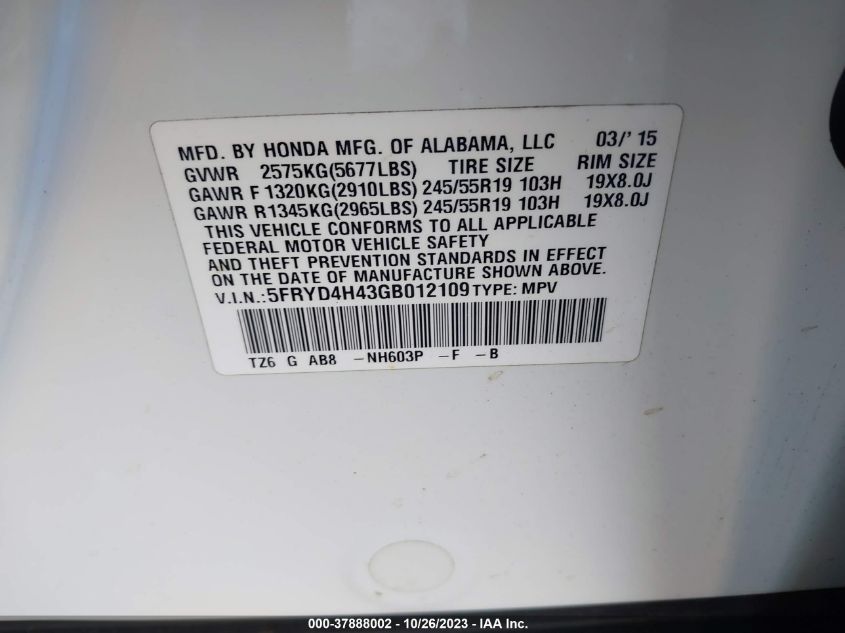 MFD. BY HONDA MFG. OF ALABAMA, LLC 03/' 15
GVWR 2575KG(5677LBS) TIRE SIZE RIM SIZE
GAWR F 1320KG(2910LBS) 245/55R19 103H 19X8.0J
GAWR R1345KG(2965LBS) 245/55R19 103H 19X8.0J
THIS VEHICLE CONFORMS TO ALL APPLICABLE
FEDERAL MOTOR VEHICLE SAFETY
AND THEFT PREVENTION STANDARDS IN EFFECT
ON THE DATE OF MANUFACTURE SHOWN ABOVE.
V.I.N.:5FRYD4H43GB012109 TYPE: MPV
TZ6 G AB8 -NH603P -F -B
000-37888002 - 10/26/2023 - IAA Inc.